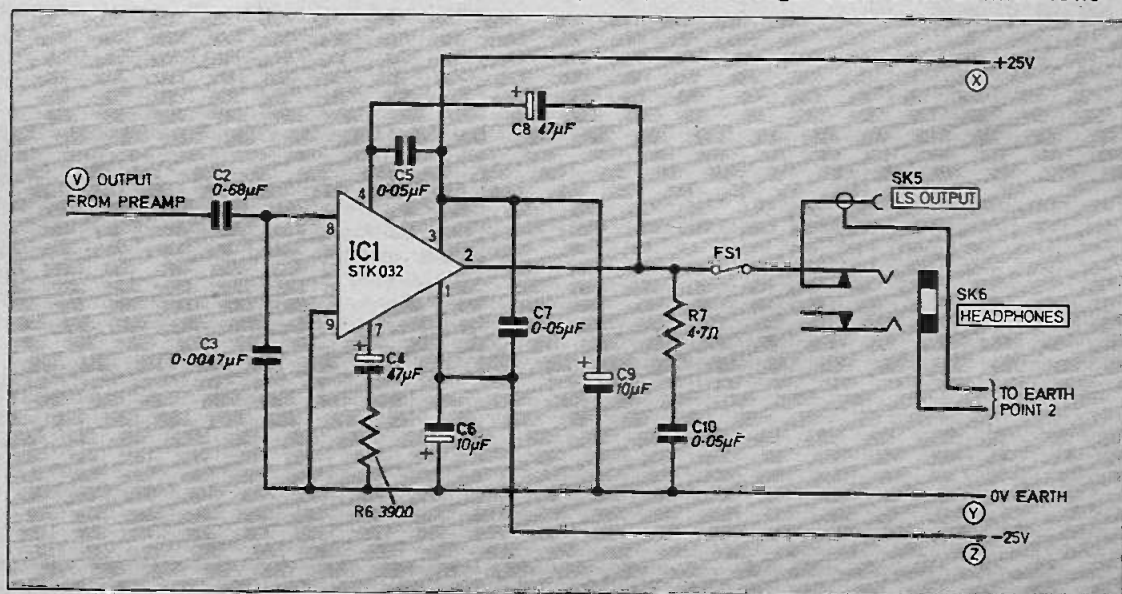 +25V
X
C8 47µF
+
C5
0·05µF
V OUTPUT
FROM PREAMP
C2
0·68µF
4
8
IC1
STK032
3
2
1
9
7
SK5
LS OUTPUT
FS1
SK6
HEADPHONES
R7
4·7Ω
C7
0·05µF
C3
0·0047µF
+
C4
47µF
+
C9
10µF
TO EARTH
POINT 2
C6
10µF
+
C10
0·05µF
R6 390Ω
0V EARTH
Y
-25V
Z